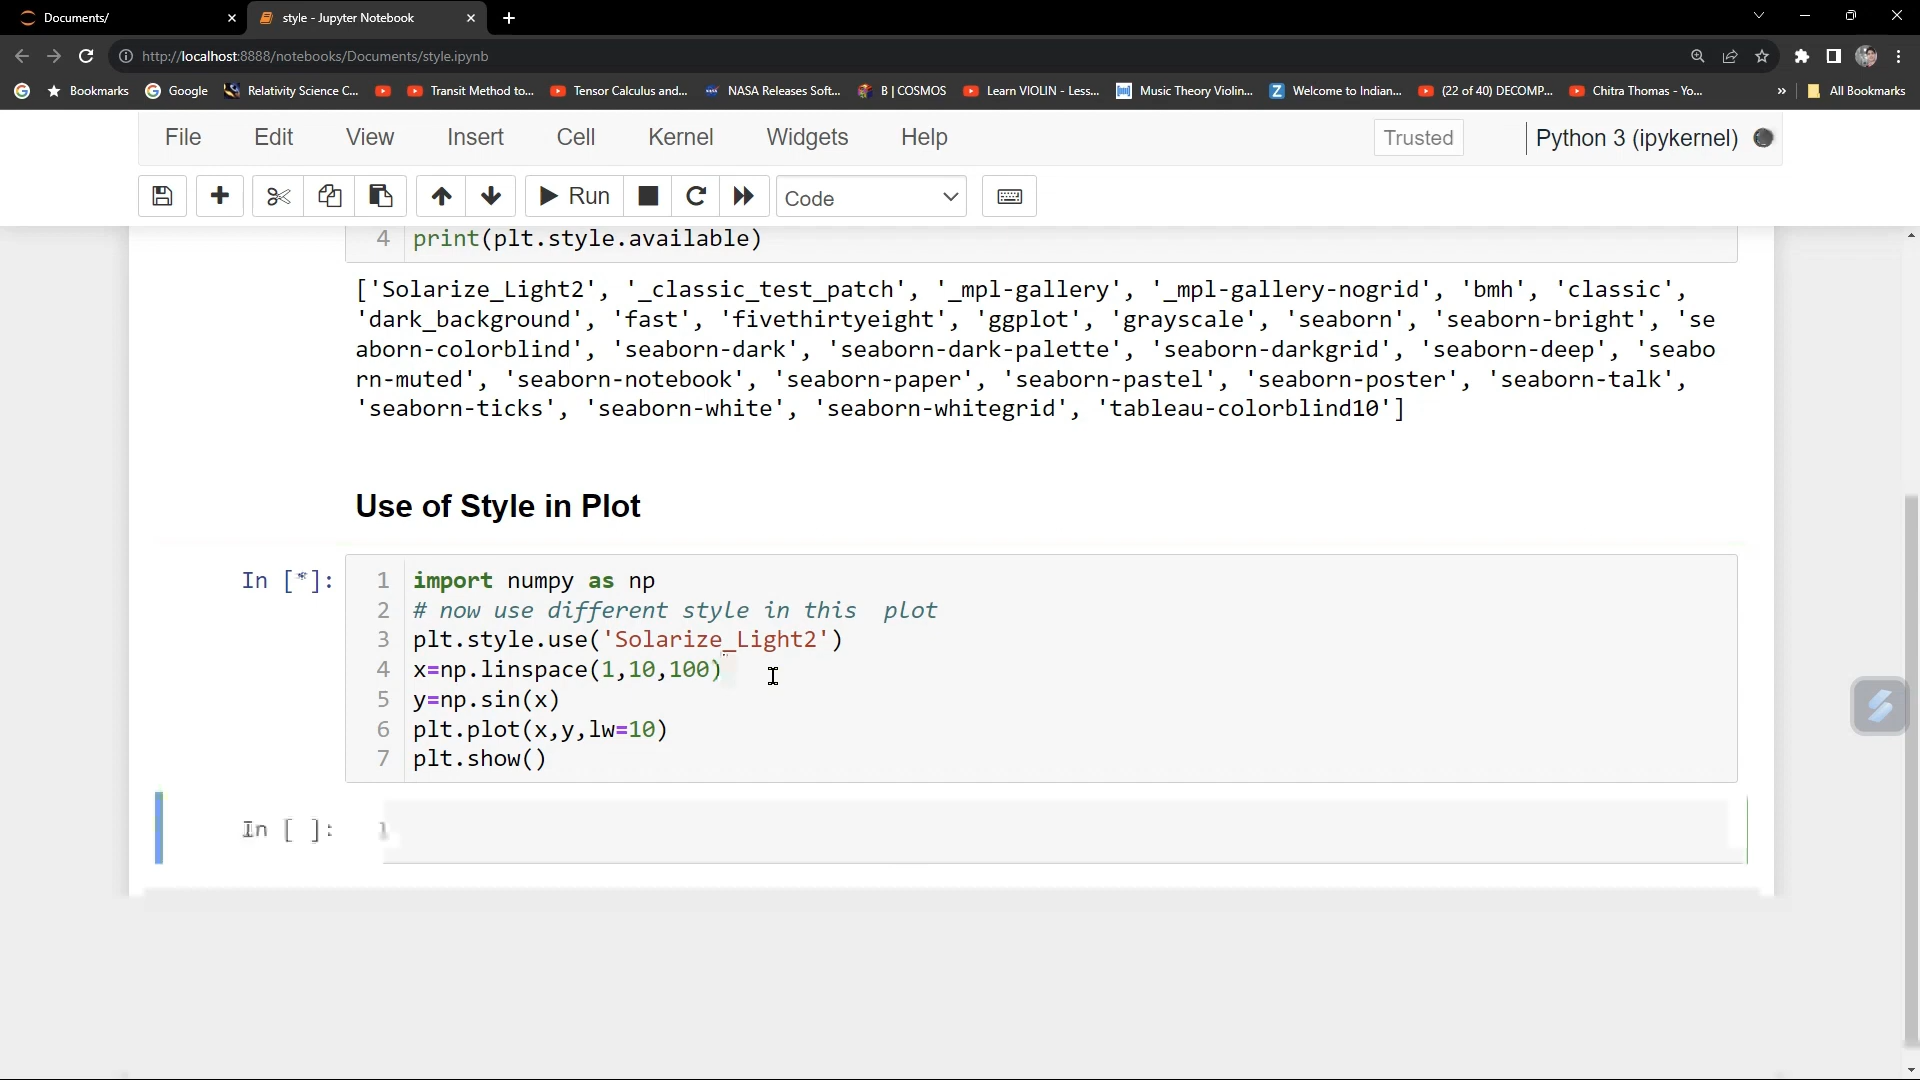 Documents/
style - Jupyter Notebook
http://localhost:8888/notebooks/Documents/style.ipynb
Bookmarks
Google
Relativity Science C...
Transit Method to...
Tensor Calculus and...
NASA Releases Soft...
B | COSMOS
Learn VIOLIN - Less...
Music Theory Violin...
Welcome to Indian...
(22 of 40) DECOMP...
Chitra Thomas - Yo...
»
All Bookmarks
File Edit View Insert Cell Kernel Widgets Help
Trusted
Python 3 (ipykernel)
Run
Code
4 print(plt.style.available)
['Solarize_Light2', '_classic_test_patch', '_mpl-gallery', '_mpl-gallery-nogrid', 'bmh', 'classic',
'dark_background', 'fast', 'fivethirtyeight', 'ggplot', 'grayscale', 'seaborn', 'seaborn-bright', 'se
aborn-colorblind', 'seaborn-dark', 'seaborn-dark-palette', 'seaborn-darkgrid', 'seaborn-deep', 'seabo
rn-muted', 'seaborn-notebook', 'seaborn-paper', 'seaborn-pastel', 'seaborn-poster', 'seaborn-talk',
'seaborn-ticks', 'seaborn-white', 'seaborn-whitegrid', 'tableau-colorblind10']
Use of Style in Plot
In [*]:
1 import numpy as np
2 # now use different style in this  plot
3 plt.style.use('Solarize_Light2')
4 x=np.linspace(1,10,100)
5 y=np.sin(x)
6 plt.plot(x,y,lw=10)
7 plt.show()
In [ ]: 1